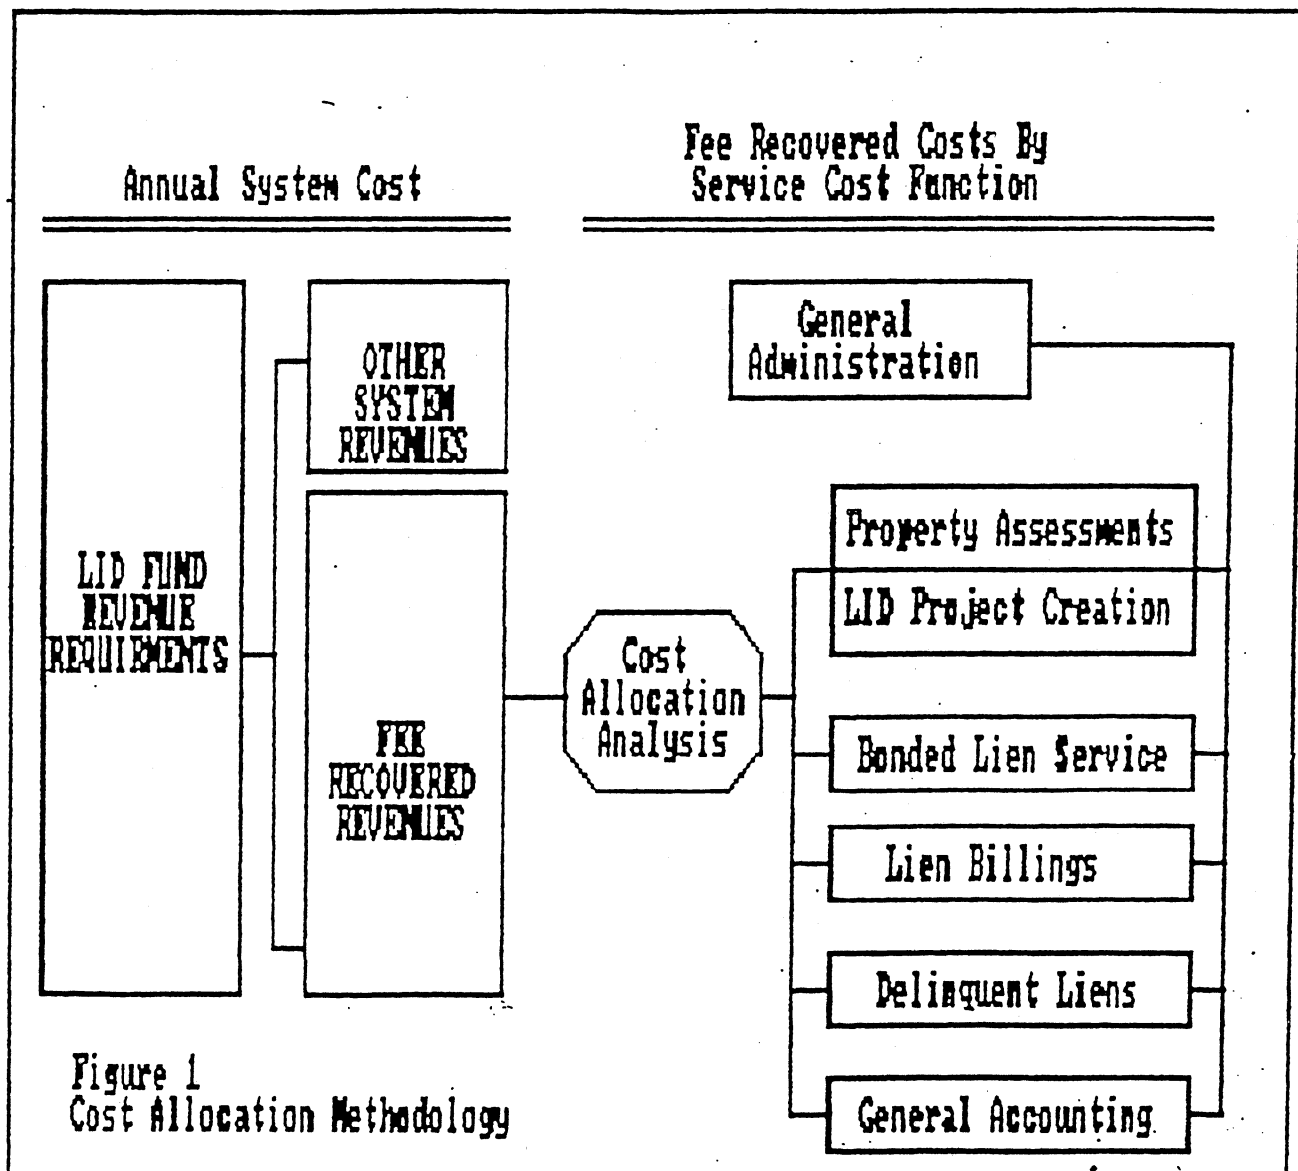 Annual System Cost
Fee Recovered Costs By
Service Cost Function
LID FUND
REVENUE
REQUIRMENTS
OTHER
SYSTEM
REVENUES
FEE
RECOVERED
REVENUES
Cost
Allocation
Analysis
General
Administration
Property Assessments
LID Project Creation
Bonded Lien Service
Lien Billings
Delinquent Liens
General Accounting
Figure 1
Cost Allocation Methodology